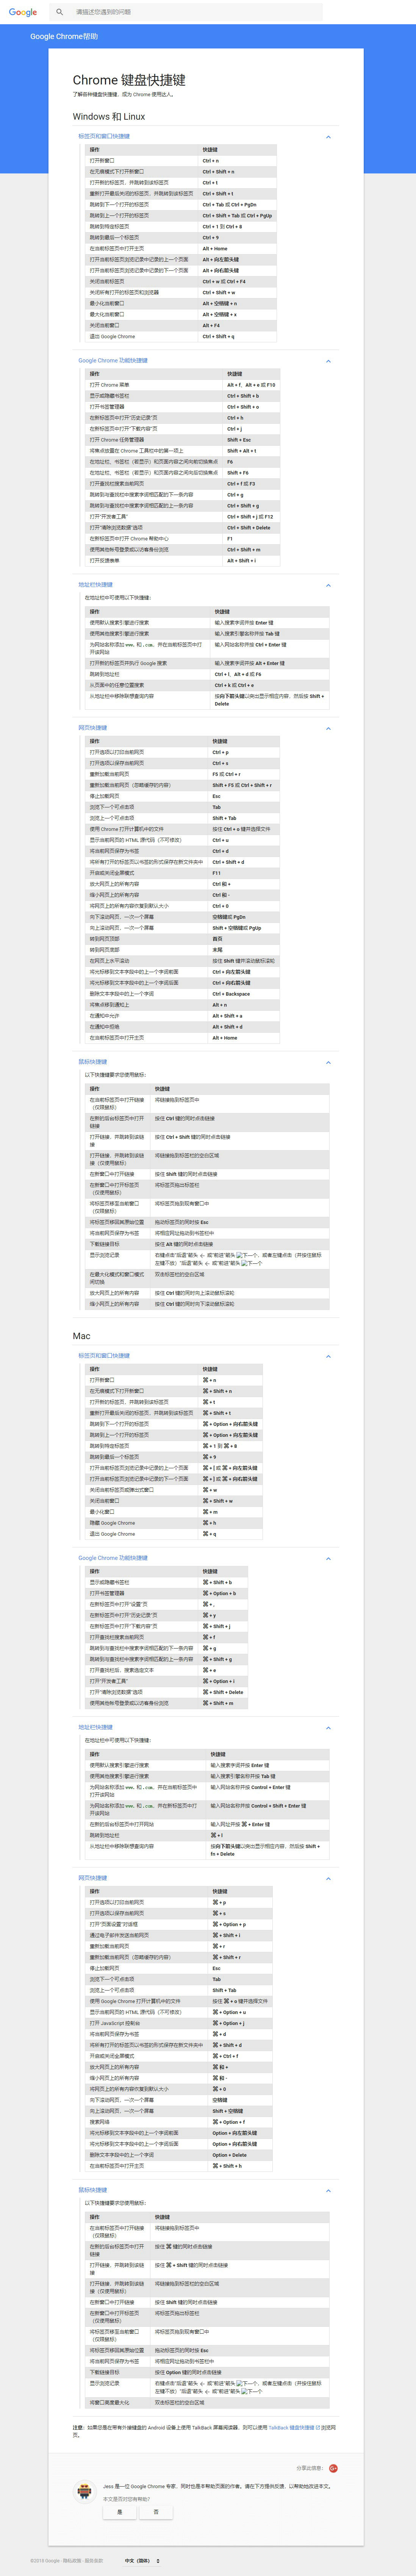 Google 请描述您遇到的问题
Google Chrome帮助
Chrome 键盘快捷键
了解各种键盘快捷键，成为 Chrome 使用达人。
Windows 和 Linux
标签页和窗口快捷键
操作 快捷键
打开新窗口 Ctrl + n
在无痕模式下打开新窗口 Ctrl + Shift + n
打开新的标签页，并跳转到该标签页 Ctrl + t
重新打开最后关闭的标签页，并跳转到该标签页 Ctrl + Shift + t
跳转到下一个打开的标签页 Ctrl + Tab 或 Ctrl + PgDn
跳转到上一个打开的标签页 Ctrl + Shift + Tab 或 Ctrl + PgUp
跳转到特定标签页 Ctrl + 1 到 Ctrl + 8
跳转到最后一个标签页 Ctrl + 9
在当前标签页中打开主页 Alt + Home
打开当前标签页浏览记录中记录的上一个页面 Alt + 向左箭头键
打开当前标签页浏览记录中记录的下一个页面 Alt + 向右箭头键
关闭当前标签页 Ctrl + w 或 Ctrl + F4
关闭所有打开的标签页和浏览器 Ctrl + Shift + w
最小化当前窗口 Alt + 空格键 + n
最大化当前窗口 Alt + 空格键 + x
关闭当前窗口 Alt + F4
退出 Google Chrome Ctrl + Shift + q
Google Chrome 功能快捷键
操作 快捷键
打开 Chrome 菜单 Alt + f、Alt + e 或 F10
显示或隐藏书签栏 Ctrl + Shift + b
打开书签管理器 Ctrl + Shift + o
在新标签页中打开“历史记录”页 Ctrl + h
在新标签页中打开“下载内容”页 Ctrl + j
打开 Chrome 任务管理器 Shift + Esc
将焦点放置在 Chrome 工具栏中的第一项上 Shift + Alt + t
在地址栏、书签栏（若显示）和页面内容之间向前切换焦点 F6
在地址栏、书签栏（若显示）和页面内容之间向后切换焦点 Shift + F6
打开查找栏搜索当前网页 Ctrl + f 或 F3
跳转到与查找栏中搜索字词相匹配的下一条内容 Ctrl + g
跳转到与查找栏中搜索字词相匹配的上一条内容 Ctrl + Shift + g
打开“开发者工具” Ctrl + Shift + j 或 F12
打开“清除浏览数据”选项 Ctrl + Shift + Delete
在新标签页中打开 Chrome 帮助中心 F1
使用其他帐号登录或以访客身份浏览 Ctrl + Shift + m
打开反馈表单 Alt + Shift + i
地址栏快捷键
在地址栏中可使用以下快捷键：
操作 快捷键
使用默认搜索引擎进行搜索 输入搜索字词并按 Enter 键
使用其他搜索引擎进行搜索 输入搜索引擎名称并按 Tab 键
为网站名称添加 www. 和 .com，并在当前标签页中打开该网站 输入网站名称并按 Ctrl + Enter 键
打开新的标签页并执行 Google 搜索 输入搜索字词并按 Alt + Enter 键
跳转到地址栏 Ctrl + l、Alt + d 或 F6
从页面中的任意位置搜索 Ctrl + k 或 Ctrl + e
从地址栏中移除联想查询内容 按向下箭头键以突出显示相应内容，然后按 Shift + Delete
网页快捷键
操作 快捷键
打开选项以打印当前网页 Ctrl + p
打开选项以保存当前网页 Ctrl + s
重新加载当前网页 F5 或 Ctrl + r
重新加载当前网页（忽略缓存的内容） Shift + F5 或 Ctrl + Shift + r
停止加载网页 Esc
浏览下一个可点击项 Tab
浏览上一个可点击项 Shift + Tab
使用 Chrome 打开计算机中的文件 按住 Ctrl + o 键并选择文件
显示当前网页的 HTML 源代码（不可修改） Ctrl + u
将当前网页保存为书签 Ctrl + d
将所有打开的标签页以书签的形式保存在新文件夹中 Ctrl + Shift + d
开启或关闭全屏模式 F11
放大网页上的所有内容 Ctrl 和 +
缩小网页上的所有内容 Ctrl 和 -
将网页上的所有内容恢复到默认大小 Ctrl + 0
向下滚动网页，一次一个屏幕 空格键或 PgDn
向上滚动网页，一次一个屏幕 Shift + 空格键或 PgUp
转到网页顶部 首页
转到网页底部 末尾
在网页上水平滚动 按住 Shift 键并滚动鼠标滚轮
将光标移到文本字段中的上一个字词前面 Ctrl + 向左箭头键
将光标移到文本字段中的上一个字词后面 Ctrl + 向右箭头键
删除文本字段中的上一个字词 Ctrl + Backspace
将焦点移到通知上 Alt + n
在通知中允许 Alt + Shift + a
在通知中拒绝 Alt + Shift + d
在当前标签页中打开主页 Alt + Home
鼠标快捷键
以下快捷键要求您使用鼠标：
操作 快捷键
在当前标签页中打开链接（仅限鼠标） 将链接拖到标签页中
在新的后台标签页中打开链接 按住 Ctrl 键的同时点击链接
打开链接，并跳转到该链接 按住 Ctrl + Shift 键的同时点击链接
打开链接，并跳转到该链接（仅使用鼠标） 将链接拖到标签栏的空白区域
在新窗口中打开链接 按住 Shift 键的同时点击链接
在新窗口中打开标签页（仅使用鼠标） 将标签页拖出标签栏
将标签页移至当前窗口（仅限鼠标） 将标签页拖到现有窗口中
将标签页移回其原始位置 拖动标签页的同时按 Esc
将当前网页保存为书签 将相应网址拖动到书签栏中
下载链接目标 按住 Alt 键的同时点击链接
显示浏览记录 右键点击“后退”箭头 ← 或“前进”箭头 下一个，或者左键点击（并按住鼠标左键不放）“后退”箭头 ← 或“前进”箭头 下一个
在最大化模式和窗口模式间切换 双击标签栏的空白区域
放大网页上的所有内容 按住 Ctrl 键的同时向上滚动鼠标滚轮
缩小网页上的所有内容 按住 Ctrl 键的同时向下滚动鼠标滚轮
Mac
标签页和窗口快捷键
操作 快捷键
打开新窗口 ⌘ + n
在无痕模式下打开新窗口 ⌘ + Shift + n
打开新的标签页，并跳转到该标签页 ⌘ + t
重新打开最后关闭的标签页，并跳转到该标签页 ⌘ + Shift + t
跳转到下一个打开的标签页 ⌘ + Option + 向右箭头键
跳转到上一个打开的标签页 ⌘ + Option + 向左箭头键
跳转到特定标签页 ⌘ + 1 到 ⌘ + 8
跳转到最后一个标签页 ⌘ + 9
打开当前标签页浏览记录中记录的上一个页面 ⌘ + [ 或 ⌘ + 向左箭头键
打开当前标签页浏览记录中记录的下一个页面 ⌘ + ] 或 ⌘ + 向右箭头键
关闭当前标签页或弹出式窗口 ⌘ + w
关闭当前窗口 ⌘ + Shift + w
最小化窗口 ⌘ + m
隐藏 Google Chrome ⌘ + h
退出 Google Chrome ⌘ + q
Google Chrome 功能快捷键
操作 快捷键
显示或隐藏书签栏 ⌘ + Shift + b
打开书签管理器 ⌘ + Option + b
在新标签页中打开“设置”页 ⌘ + ,
在新标签页中打开“历史记录”页 ⌘ + y
在新标签页中打开“下载内容”页 ⌘ + Shift + j
打开查找栏搜索当前网页 ⌘ + f
跳转到与查找栏中搜索字词相匹配的下一条内容 ⌘ + g
跳转到与查找栏中搜索字词相匹配的上一条内容 ⌘ + Shift + g
打开查找栏后，搜索选定文本 ⌘ + e
打开“开发者工具” ⌘ + Option + i
打开“清除浏览数据”选项 ⌘ + Shift + Delete
使用其他帐号登录或以访客身份浏览 ⌘ + Shift + m
地址栏快捷键
在地址栏中可使用以下快捷键：
操作 快捷键
使用默认搜索引擎进行搜索 输入搜索字词并按 Enter 键
使用其他搜索引擎进行搜索 输入搜索引擎名称并按 Tab 键
为网站名称添加 www. 和 .com，并在当前标签页中打开该网站 输入网站名称并按 Control + Enter 键
为网站名称添加 www. 和 .com，并在新标签页中打开该网站 输入网站名称并按 Control + Shift + Enter 键
在新的后台标签页中打开网站 输入网址并按 ⌘ + Enter 键
跳转到地址栏 ⌘ + l
从地址栏中移除联想查询内容 按向下箭头键以突出显示相应内容，然后按 Shift + fn + Delete
网页快捷键
操作 快捷键
打开选项以打印当前网页 ⌘ + p
打开选项以保存当前网页 ⌘ + s
打开“页面设置”对话框 ⌘ + Option + p
通过电子邮件发送当前网页 ⌘ + Shift + i
重新加载当前网页 ⌘ + r
重新加载当前网页（忽略缓存的内容） ⌘ + Shift + r
停止加载网页 Esc
浏览下一个可点击项 Tab
浏览上一个可点击项 Shift + Tab
使用 Google Chrome 打开计算机中的文件 按住 ⌘ + o 键并选择文件
显示当前网页的 HTML 源代码（不可修改） ⌘ + Option + u
打开 JavaScript 控制台 ⌘ + Option + j
将当前网页保存为书签 ⌘ + d
将所有打开的标签页以书签的形式保存在新文件夹中 ⌘ + Shift + d
开启或关闭全屏模式 ⌘ + Ctrl + f
放大网页上的所有内容 ⌘ 和 +
缩小网页上的所有内容 ⌘ 和 -
将网页上的所有内容恢复到默认大小 ⌘ + 0
向下滚动网页，一次一个屏幕 空格键
向上滚动网页，一次一个屏幕 Shift + 空格键
搜索网络 ⌘ + Option + f
将光标移到文本字段中的上一个字词前面 Option + 向左箭头键
将光标移到文本字段中的上一个字词后面 Option + 向右箭头键
删除文本字段中的上一个字词 Option + Delete
在当前标签页中打开主页 ⌘ + Shift + h
鼠标快捷键
以下快捷键要求您使用鼠标：
操作 快捷键
在当前标签页中打开链接（仅限鼠标） 将链接拖到标签页中
在新的后台标签页中打开链接 按住 ⌘ 键的同时点击链接
打开链接，并跳转到该链接 按住 ⌘ + Shift 键的同时点击链接
打开链接，并跳转到该链接（仅使用鼠标） 将链接拖到标签栏的空白区域
在新窗口中打开链接 按住 Shift 键的同时点击链接
在新窗口中打开标签页（仅使用鼠标） 将标签页拖出标签栏
将标签页移至当前窗口（仅限鼠标） 将标签页拖到现有窗口中
将标签页移回其原始位置 拖动标签页的同时按 Esc
将当前网页保存为书签 将相应网址拖动到书签栏中
下载链接目标 按住 Option 键的同时点击链接
显示浏览记录 右键点击“后退”箭头 ← 或“前进”箭头 下一个，或者左键点击（并按住鼠标左键不放）“后退”箭头 ← 或“前进”箭头 下一个
将窗口高度最大化 双击标签栏的空白区域
注意：如果您是在带有外接键盘的 Android 设备上使用 TalkBack 屏幕阅读器，则可以使用 TalkBack 键盘快捷键 浏览网页。
分享此信息： G+
Jess 是一位 Google Chrome 专家，同时也是本帮助页面的作者。请在下方提供反馈，以帮助她改进本文。
本文是否对您有帮助？
是 否
©2018 Google - 隐私权限 - 服务条款 中文（简体）